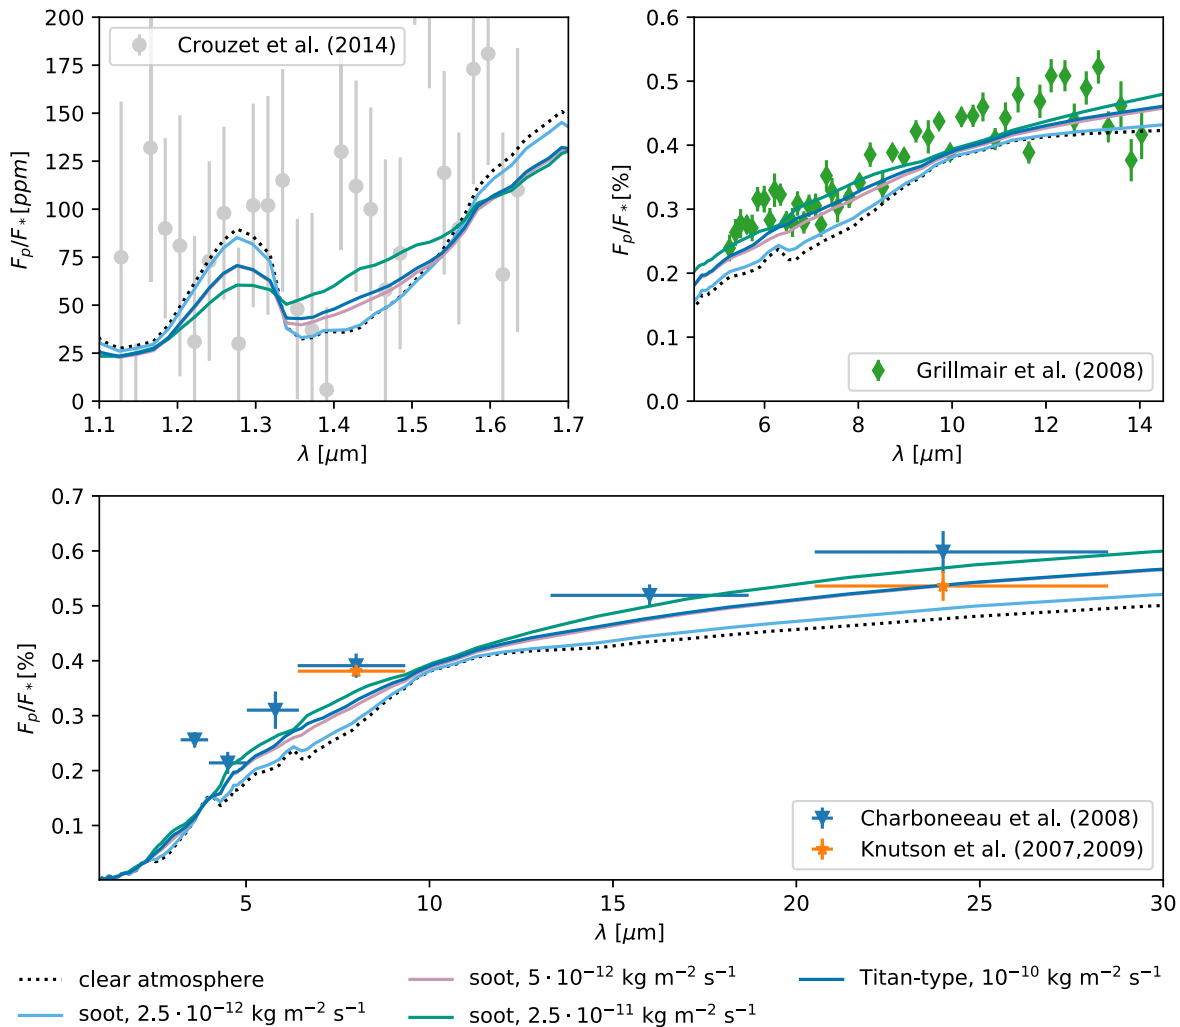 200
175
150
125
100
75
50
25
0
F_p/F_* [ppm]
Crouzet et al. (2014)
1.1 1.2 1.3 1.4 1.5 1.6 1.7
λ [μm]
0.6
0.5
0.4
0.3
0.2
0.1
0.0
F_p/F_* [%]
Grillmair et al. (2008)
6 8 10 12 14
λ [μm]
0.7
0.6
0.5
0.4
0.3
0.2
0.1
F_p/F_* [%]
Charboneeau et al. (2008)
Knutson et al. (2007,2009)
5 10 15 20 25 30
λ [μm]
clear atmosphere
soot, 2.5 · 10⁻¹² kg m⁻² s⁻¹
soot, 5 · 10⁻¹² kg m⁻² s⁻¹
soot, 2.5 · 10⁻¹¹ kg m⁻² s⁻¹
Titan-type, 10⁻¹⁰ kg m⁻² s⁻¹